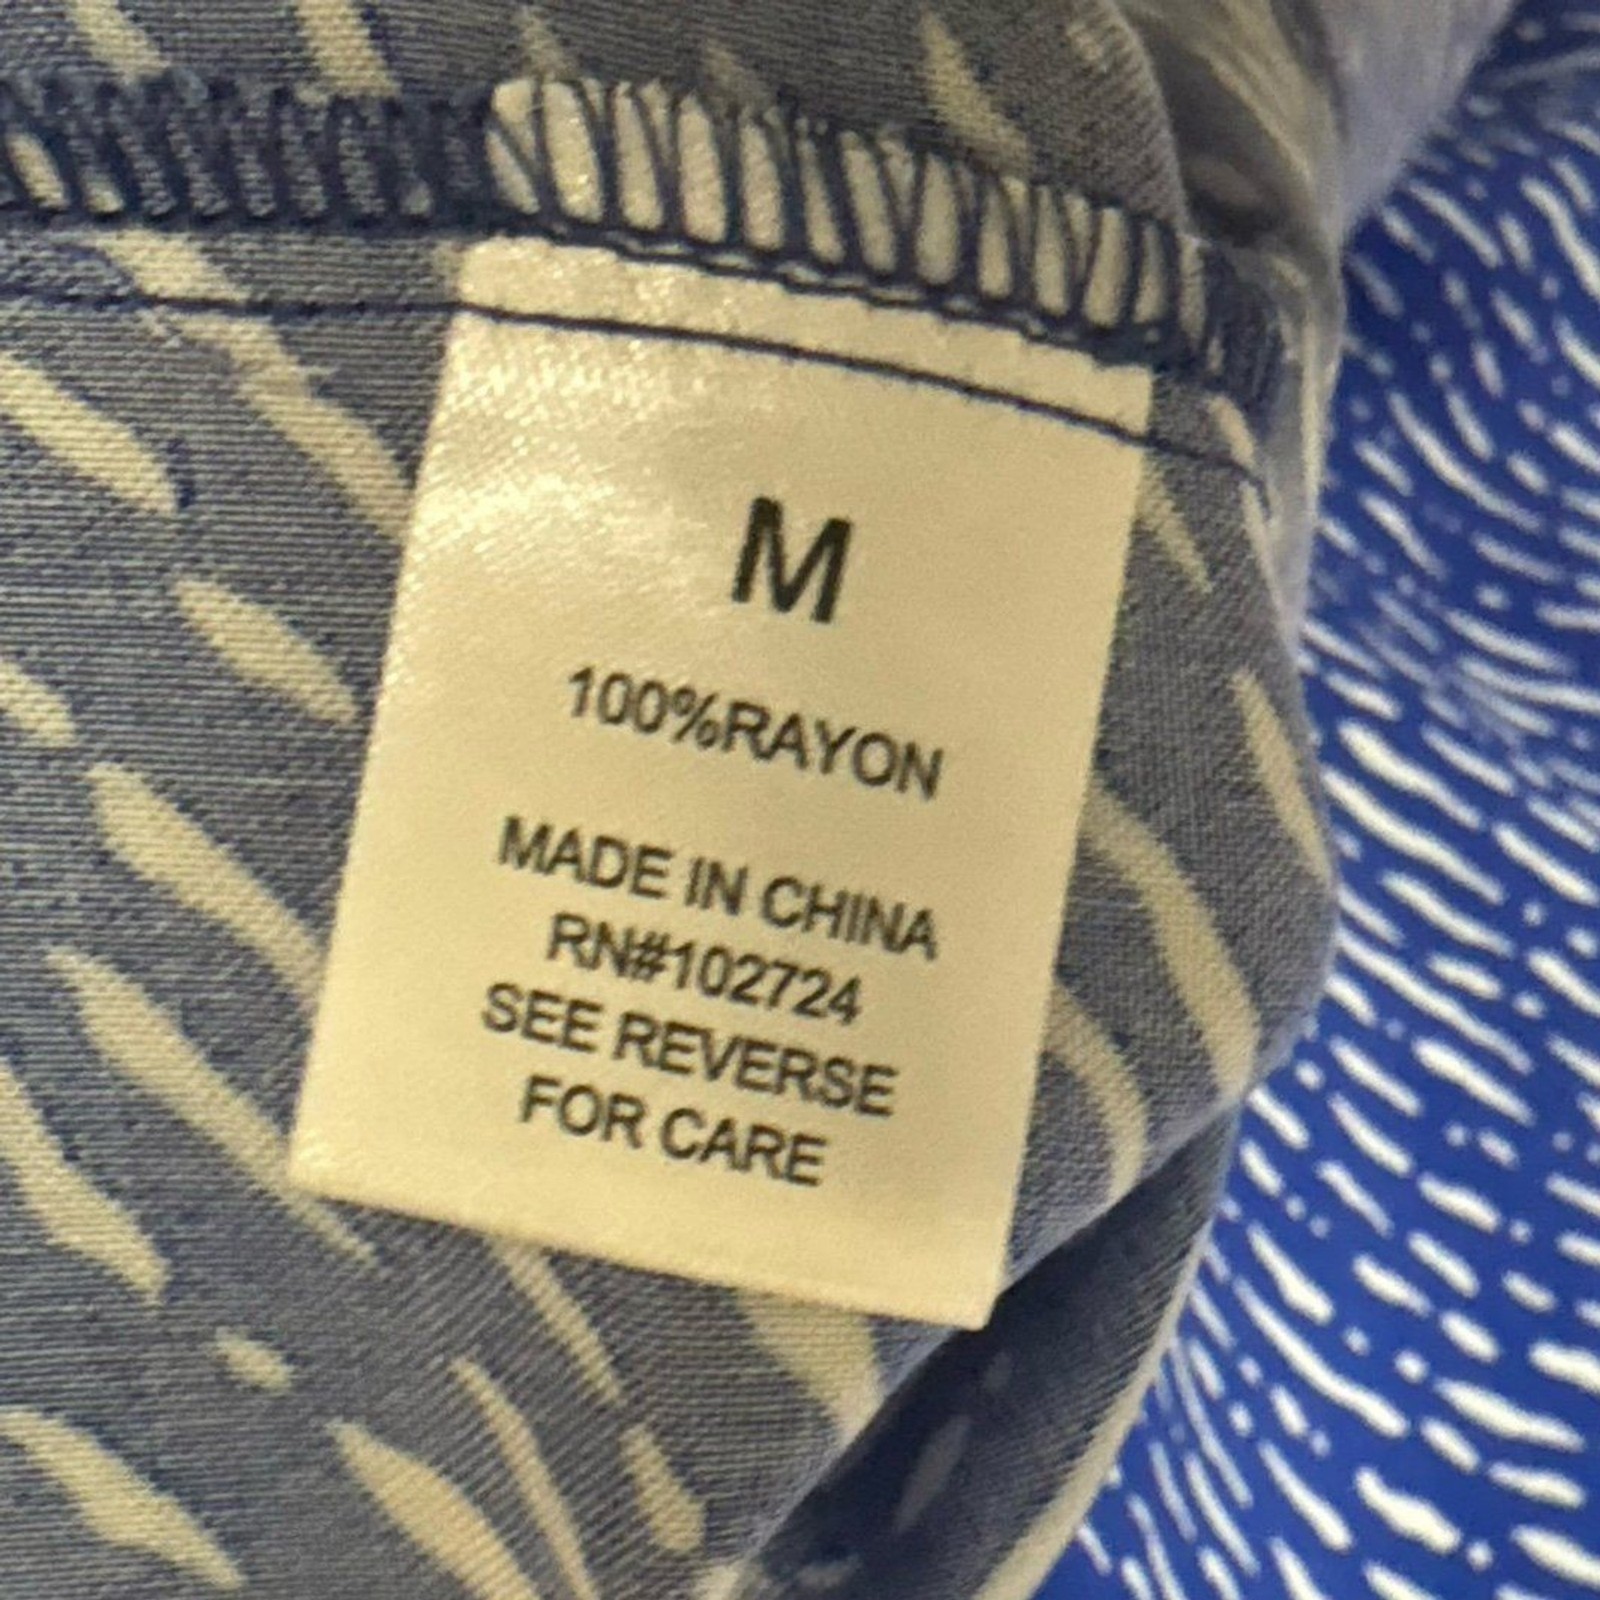 M
100%RAYON
MADE IN CHINA
RN#102724
SEE REVERSE
FOR CARE